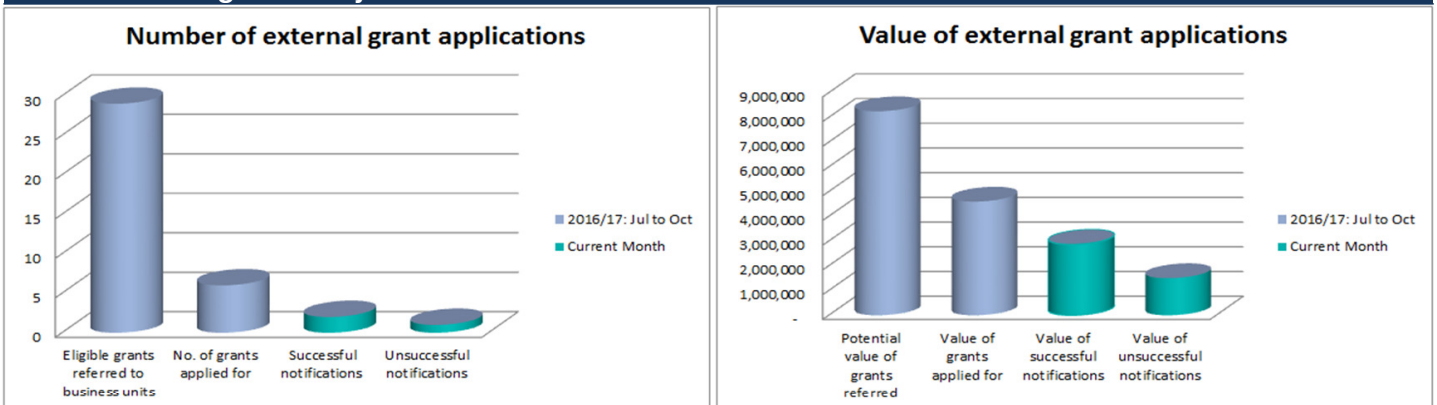 Number of external grant applications
30
25
20
15
10
5
0
Eligible grants
referred to
business units
No. of grants
applied for
Successful
notifications
Unsuccessful
notifications
2016/17: Jul to Oct
Current Month
Value of external grant applications
9,000,000
8,000,000
7,000,000
6,000,000
5,000,000
4,000,000
3,000,000
2,000,000
1,000,000
-
Potential
value of
grants
referred
Value of
grants
applied for
Value of
successful
notifications
Value of
unsuccessful
notifications
2016/17: Jul to Oct
Current Month